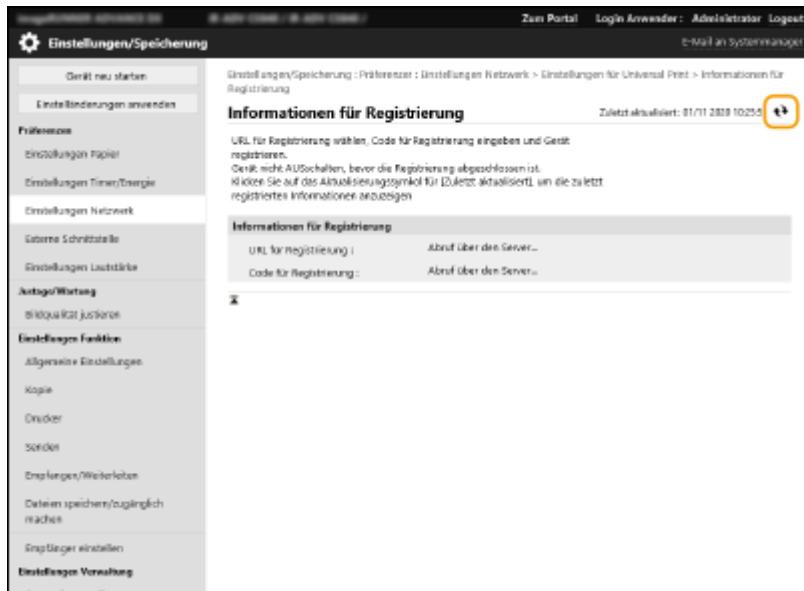 Zum Portal Login Anwender: Administrator Logout
Einstellungen/Speicherung
E-Mail an Systemmanager
Gerät neu starten
Einstelländerungen anwenden
Präferenzen
Einstellungen Papier
Einstellungen Timer/Energie
Einstellungen Netzwerk
Externe Schnittstelle
Einstellungen Lautstärke
Justage/Wartung
Bildqualität justieren
Einstellungen Funktion
Allgemeine Einstellungen
Kopie
Drucker
Senden
Empfangen/Weiterleiten
Dateien speichern/zugänglich
machen
Empfänger einstellen
Einstellungen Verwaltung
Einstellungen/Speicherung : Präferenzen : Einstellungen Netzwerk > Einstellungen für Universal Print > Informationen für
Registrierung
Informationen für Registrierung
Zuletzt aktualisiert: 01/11 2020
URL für Registrierung wählen, Code für Registrierung eingeben und Gerät
registrieren.
Gerät nicht AUSschalten, bevor die Registrierung abgeschlossen ist.
Klicken Sie auf das Aktualisierungssymbol für [Zuletzt aktualisiert], um die zuletzt
registrierten Informationen anzuzeigen
Informationen für Registrierung
URL für Registrierung : Abruf über den Server...
Code für Registrierung : Abruf über den Server...